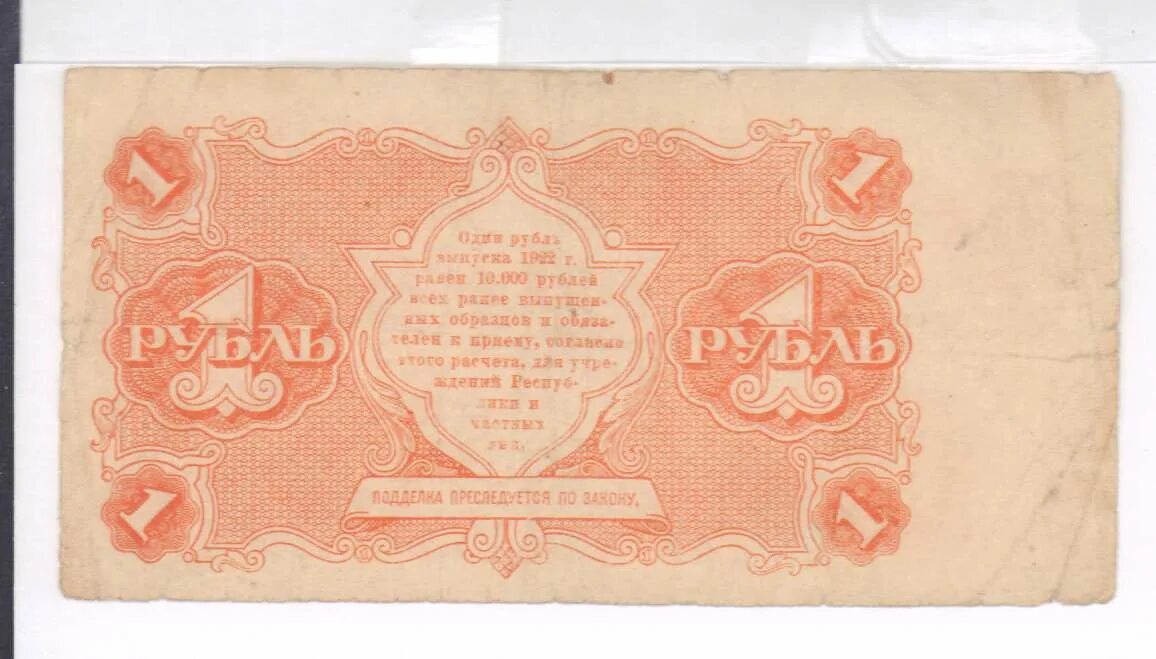 1
1
Один рубль
выпуска 1922 г.
равен 10.000 рублей
всех ранее выпущен-
ных образцов и обяза-
телен к приему, согласно
этого расчета, для учре-
ждений Республ-
лики и
частных
лиц.
1
РУБЛЬ
1
РУБЛЬ
ПОДДЕЛКА ПРЕСЛЕДУЕТСЯ ПО ЗАКОНУ.
1
1